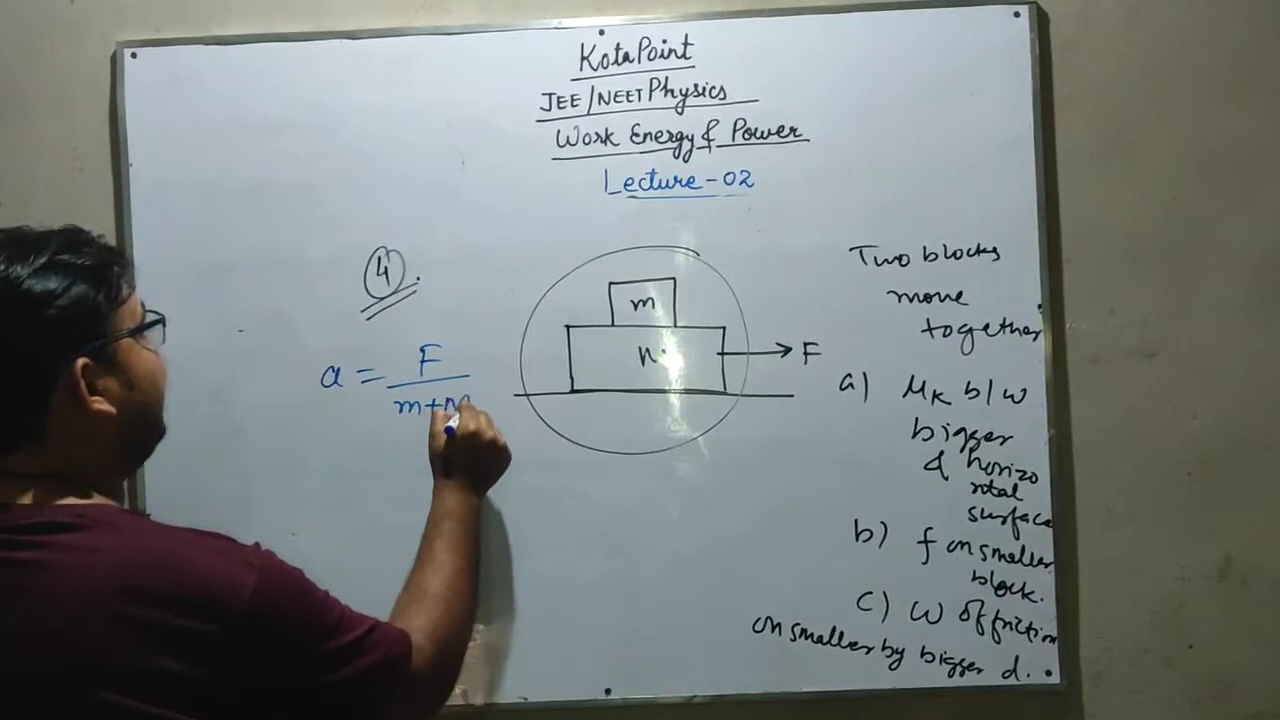 KotaPoint
JEE/NEET Physics
Work Energy & Power
Lecture-02
4.
m
F
a = F
m+M
Two blocks
move
together
a) μk b/w
bigger
& horizo
ntal
surface
b) f on smaller
block.
c) W of friction
on smaller by bigger d.